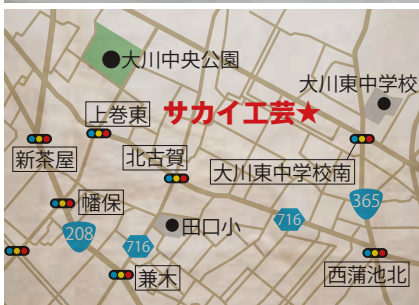 大川中央公園
大川東中学校
サカイ工芸★
上巻東
新茶屋
北古賀
大川東中学校南
幡保
365
田口小
716
208
716
兼木
西蒲池北